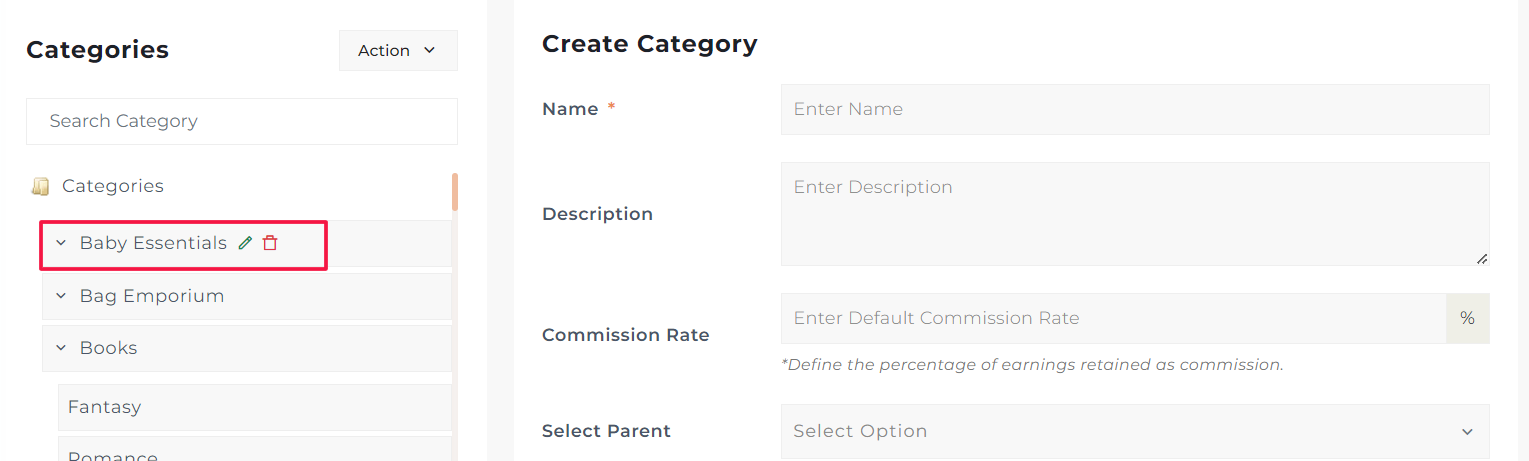 Categories
Action
Search Category
Categories
Baby Essentials
Bag Emporium
Books
Fantasy
Romance
Create Category
Name *
Enter Name
Description
Enter Description
Commission Rate
Enter Default Commission Rate
%
*Define the percentage of earnings retained as commission.
Select Parent
Select Option